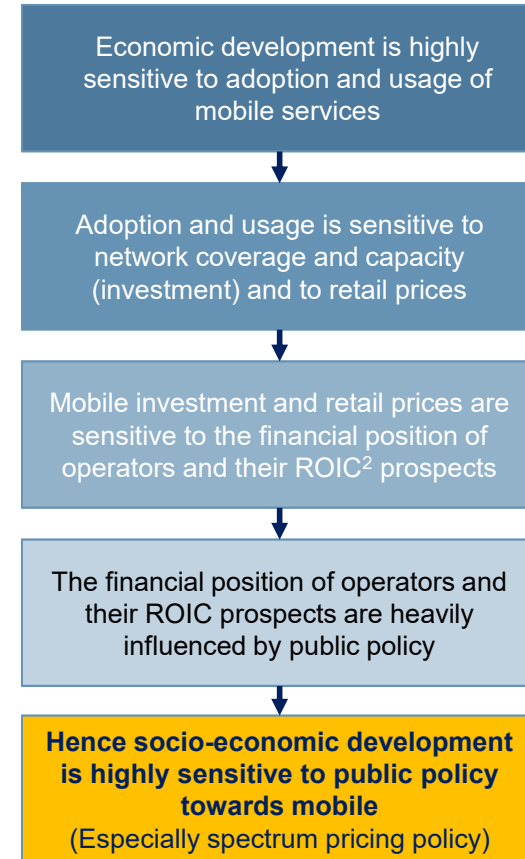 Economic development is highly
sensitive to adoption and usage of
mobile services
Adoption and usage is sensitive to
network coverage and capacity
(investment) and to retail prices
Mobile investment and retail prices are
sensitive to the financial position of
operators and their ROIC² prospects
The financial position of operators and
their ROIC prospects are heavily
influenced by public policy
Hence socio-economic development
is highly sensitive to public policy
towards mobile
(Especially spectrum pricing policy)